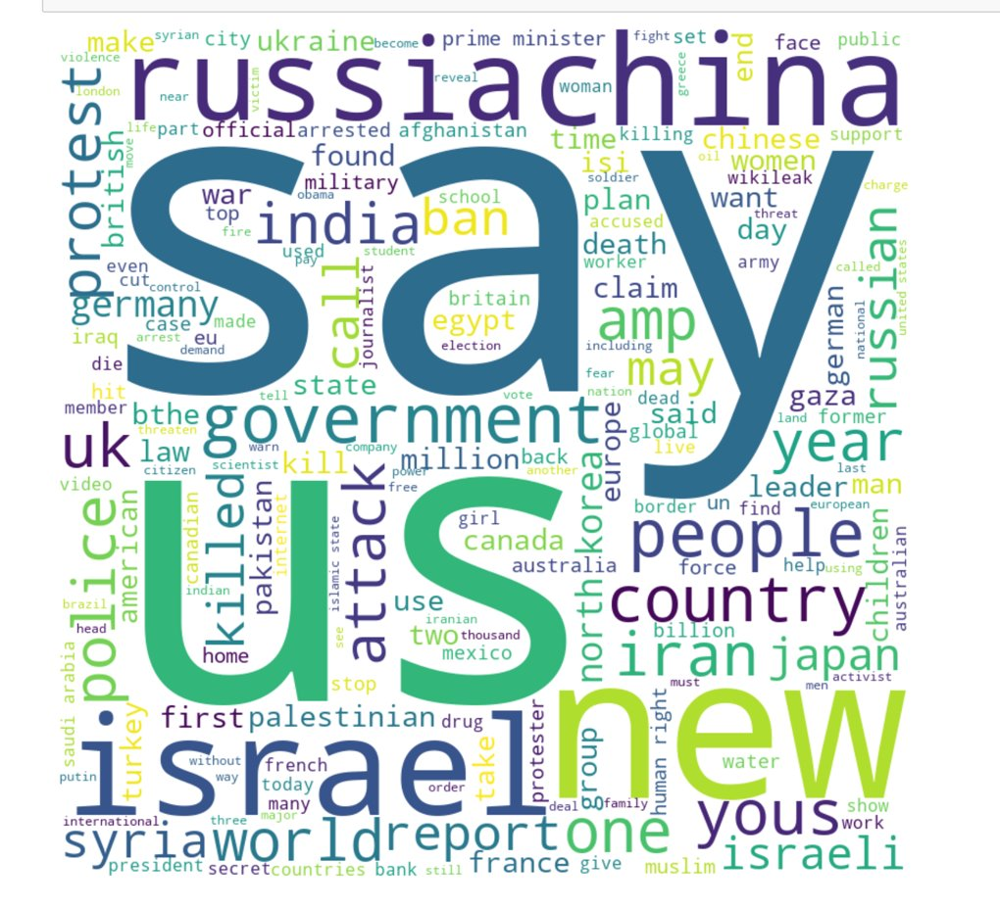 make syrian city ukraine become prime minister fight set end face public
violence russia china
london near victim reveal woman greece
protest life part official arrested afghanistan time killing chinese support
british move found isi oil women
say
military soldier wikileak charge
war obama school plan want
top india ban accused threat
fire used student death day
even pay worker army called
cut control call journalist britain claim russian united states
germany case made egypt amp german national
iraq arrest eu election including
die demand fear may
hit state tell vote nation dead gaza
member bthe government europe said land former
threaten global year
uk law warn company live
citizen scientist kill million back last
video killed attack power another leader man
police american canadian pakistan internet free korea border un find european
us
girl people
canada children australian
indian islamic state australia force help using
brazil use north country
head iranian billion
home see two thousand iran japan
mexico
saudi arabia stop must men activist
new
first palestinian drug human right
turkey israel protester group
putin without french take water
way today order
many deal family yous show
international three major work
syria world report one
president secret countries bank still france give muslim israeli